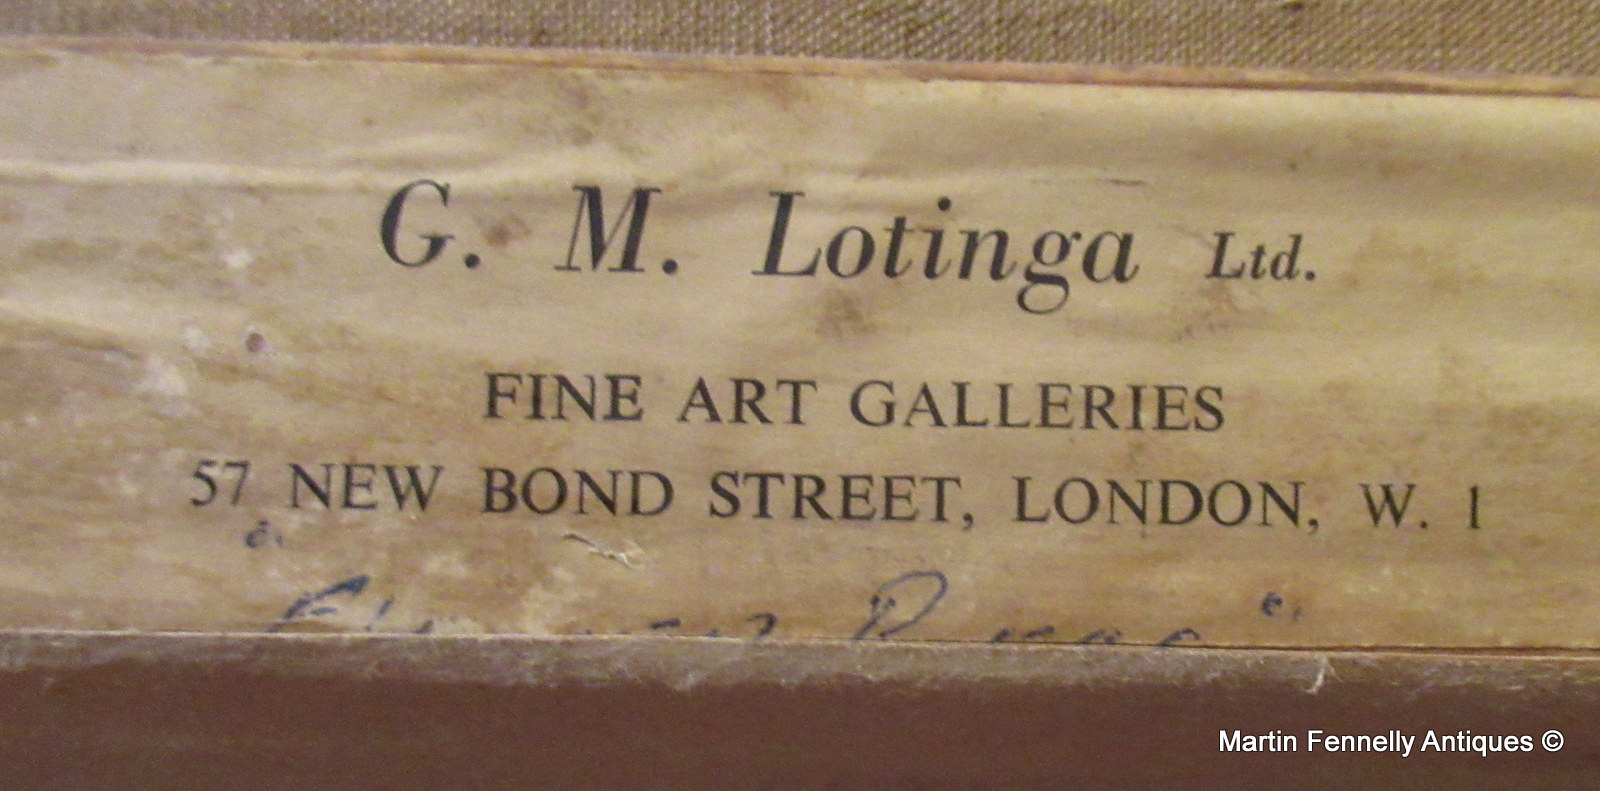 G. M. Lotinga Ltd.
FINE ART GALLERIES
57 NEW BOND STREET, LONDON, W. 1
Martin Fennelly Antiques ©